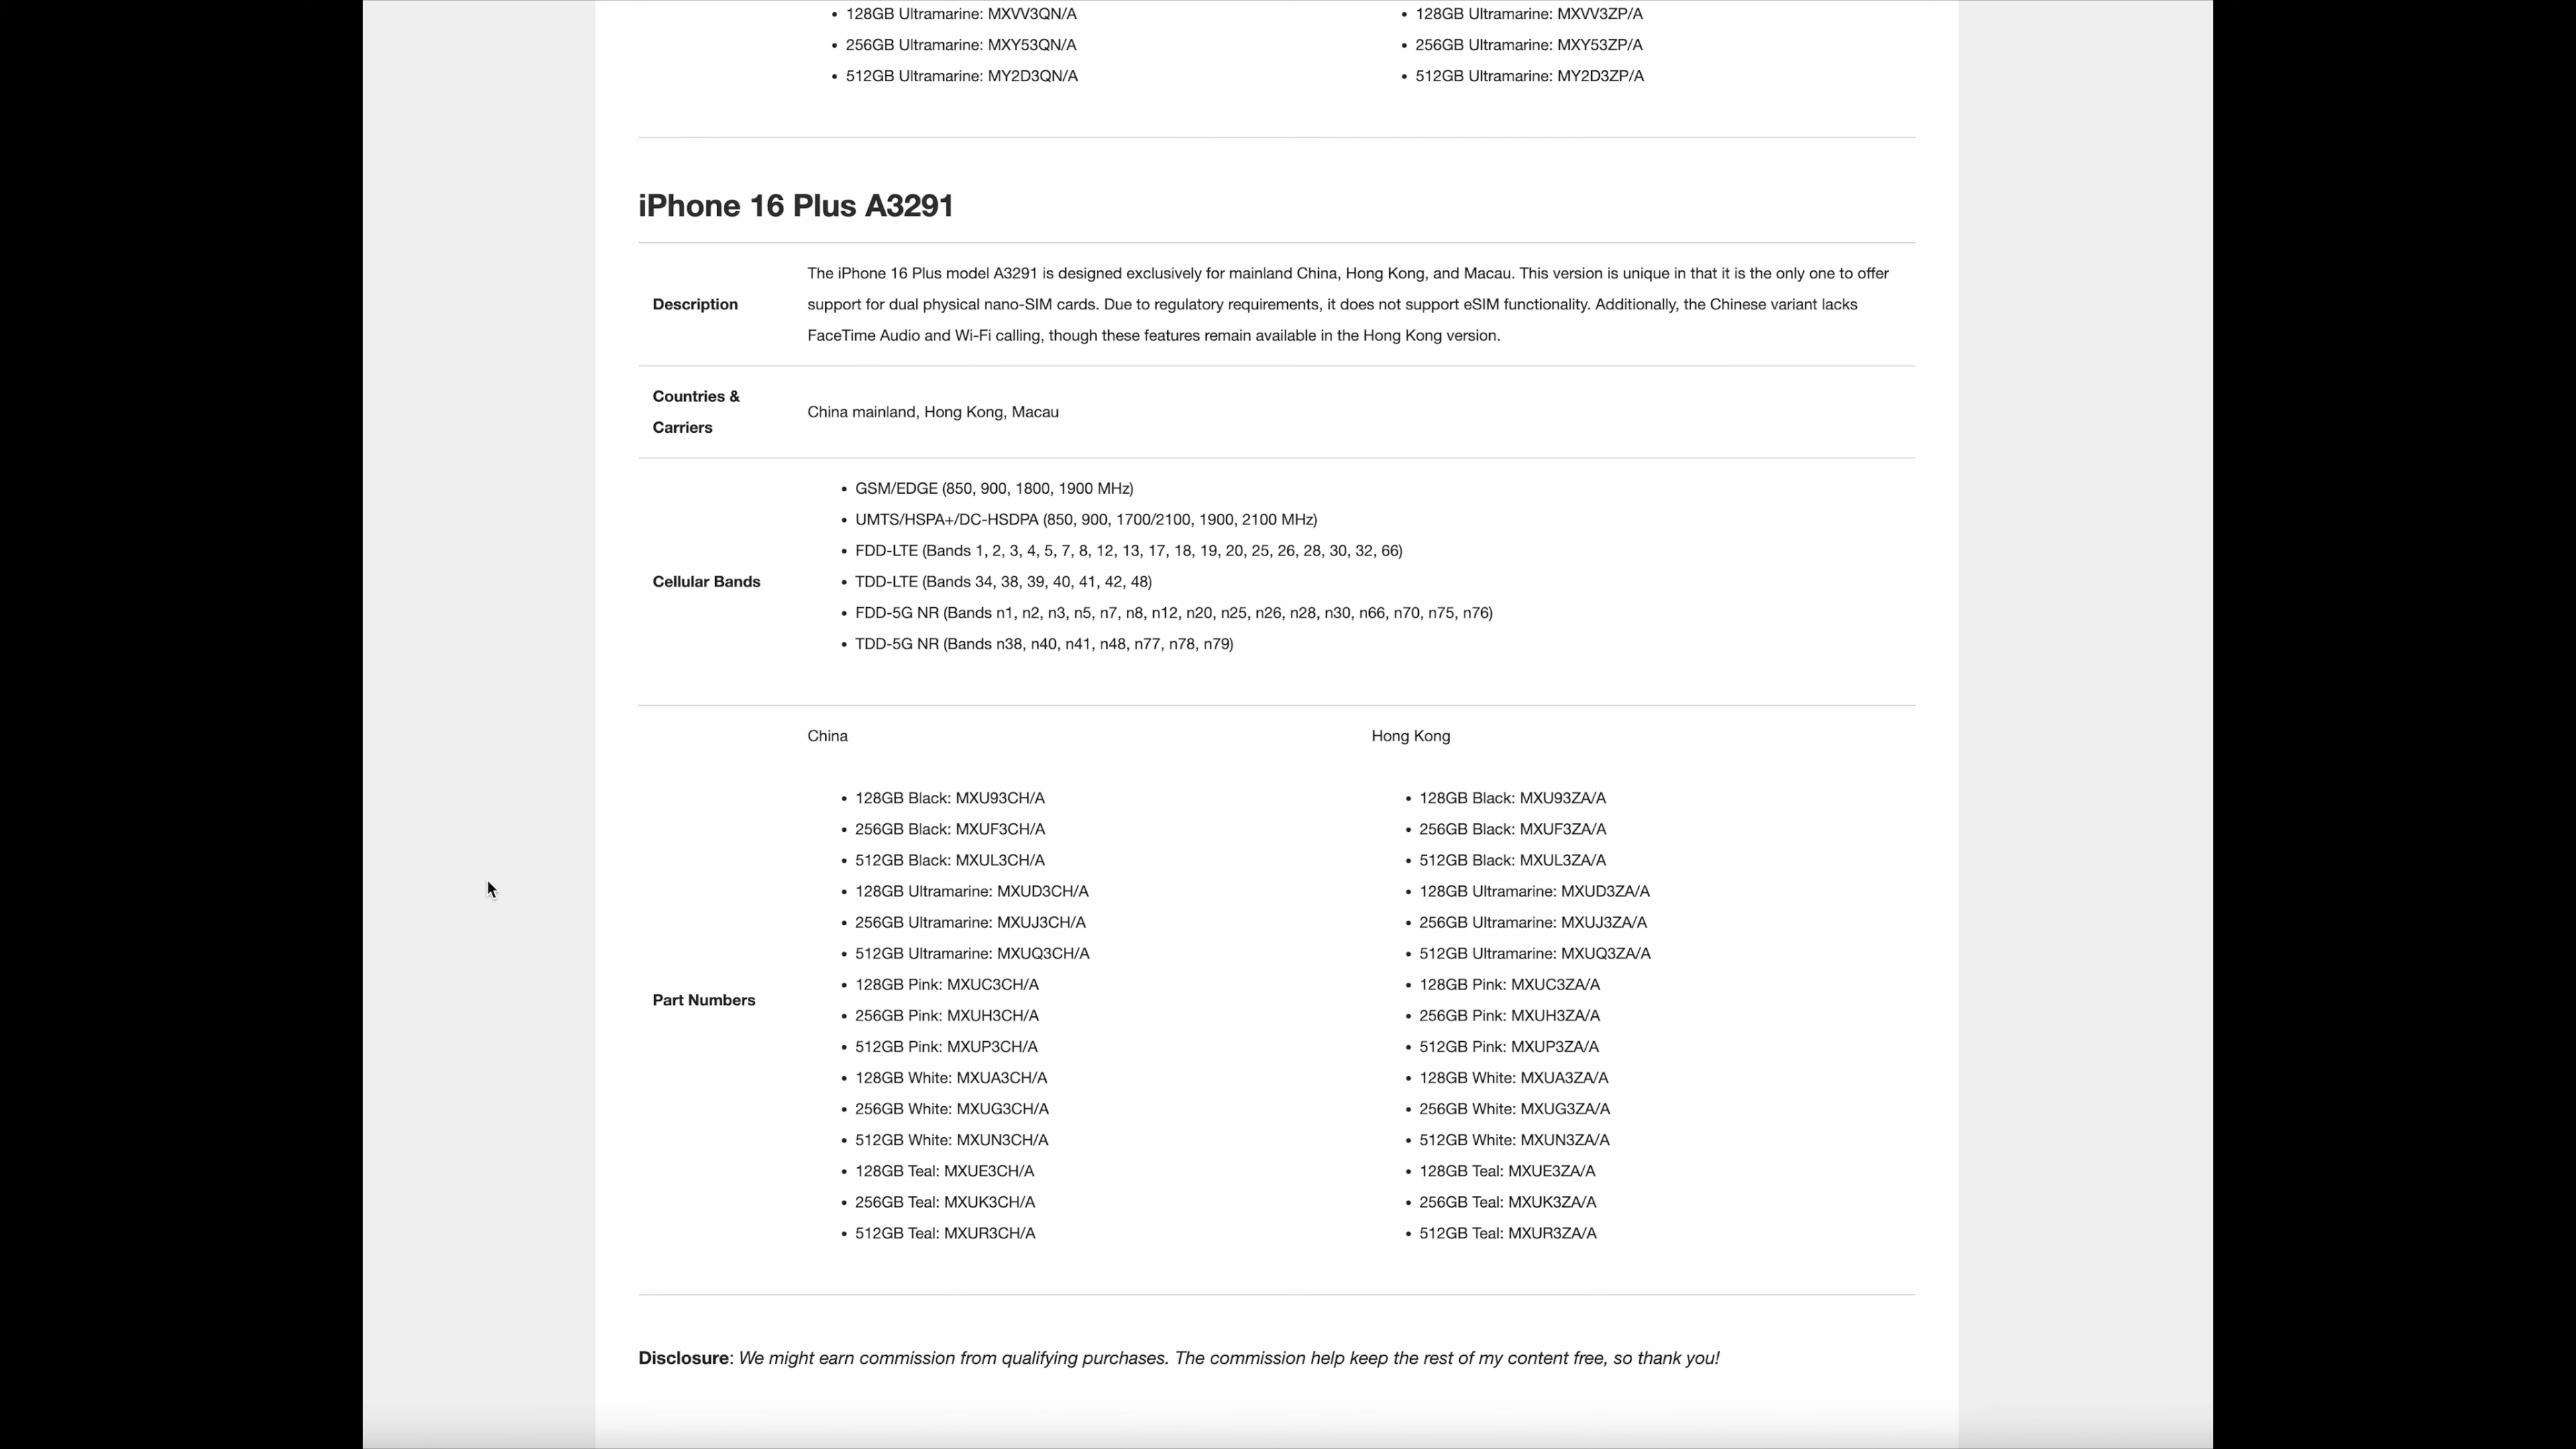 128GB Ultramarine: MXVV3QN/A
256GB Ultramarine: MXY53QN/A
512GB Ultramarine: MY2D3QN/A
128GB Ultramarine: MXVV3ZP/A
256GB Ultramarine: MXY53ZP/A
512GB Ultramarine: MY2D3ZP/A
iPhone 16 Plus A3291
Description
The iPhone 16 Plus model A3291 is designed exclusively for mainland China, Hong Kong, and Macau. This version is unique in that it is the only one to offer
support for dual physical nano-SIM cards. Due to regulatory requirements, it does not support eSIM functionality. Additionally, the Chinese variant lacks
FaceTime Audio and Wi-Fi calling, though these features remain available in the Hong Kong version.
Countries &
Carriers
China mainland, Hong Kong, Macau
Cellular Bands
GSM/EDGE (850, 900, 1800, 1900 MHz)
UMTS/HSPA+/DC-HSDPA (850, 900, 1700/2100, 1900, 2100 MHz)
FDD-LTE (Bands 1, 2, 3, 4, 5, 7, 8, 12, 13, 17, 18, 19, 20, 25, 26, 28, 30, 32, 66)
TDD-LTE (Bands 34, 38, 39, 40, 41, 42, 48)
FDD-5G NR (Bands n1, n2, n3, n5, n7, n8, n12, n20, n25, n26, n28, n30, n66, n70, n75, n76)
TDD-5G NR (Bands n38, n40, n41, n48, n77, n78, n79)
Part Numbers
China
128GB Black: MXU93CH/A
256GB Black: MXUF3CH/A
512GB Black: MXUL3CH/A
128GB Ultramarine: MXUD3CH/A
256GB Ultramarine: MXUJ3CH/A
512GB Ultramarine: MXUQ3CH/A
128GB Pink: MXUC3CH/A
256GB Pink: MXUH3CH/A
512GB Pink: MXUP3CH/A
128GB White: MXUA3CH/A
256GB White: MXUG3CH/A
512GB White: MXUN3CH/A
128GB Teal: MXUE3CH/A
256GB Teal: MXUK3CH/A
512GB Teal: MXUR3CH/A
Hong Kong
128GB Black: MXU93ZA/A
256GB Black: MXUF3ZA/A
512GB Black: MXUL3ZA/A
128GB Ultramarine: MXUD3ZA/A
256GB Ultramarine: MXUJ3ZA/A
512GB Ultramarine: MXUQ3ZA/A
128GB Pink: MXUC3ZA/A
256GB Pink: MXUH3ZA/A
512GB Pink: MXUP3ZA/A
128GB White: MXUA3ZA/A
256GB White: MXUG3ZA/A
512GB White: MXUN3ZA/A
128GB Teal: MXUE3ZA/A
256GB Teal: MXUK3ZA/A
512GB Teal: MXUR3ZA/A
Disclosure: We might earn commission from qualifying purchases. The commission help keep the rest of my content free, so thank you!